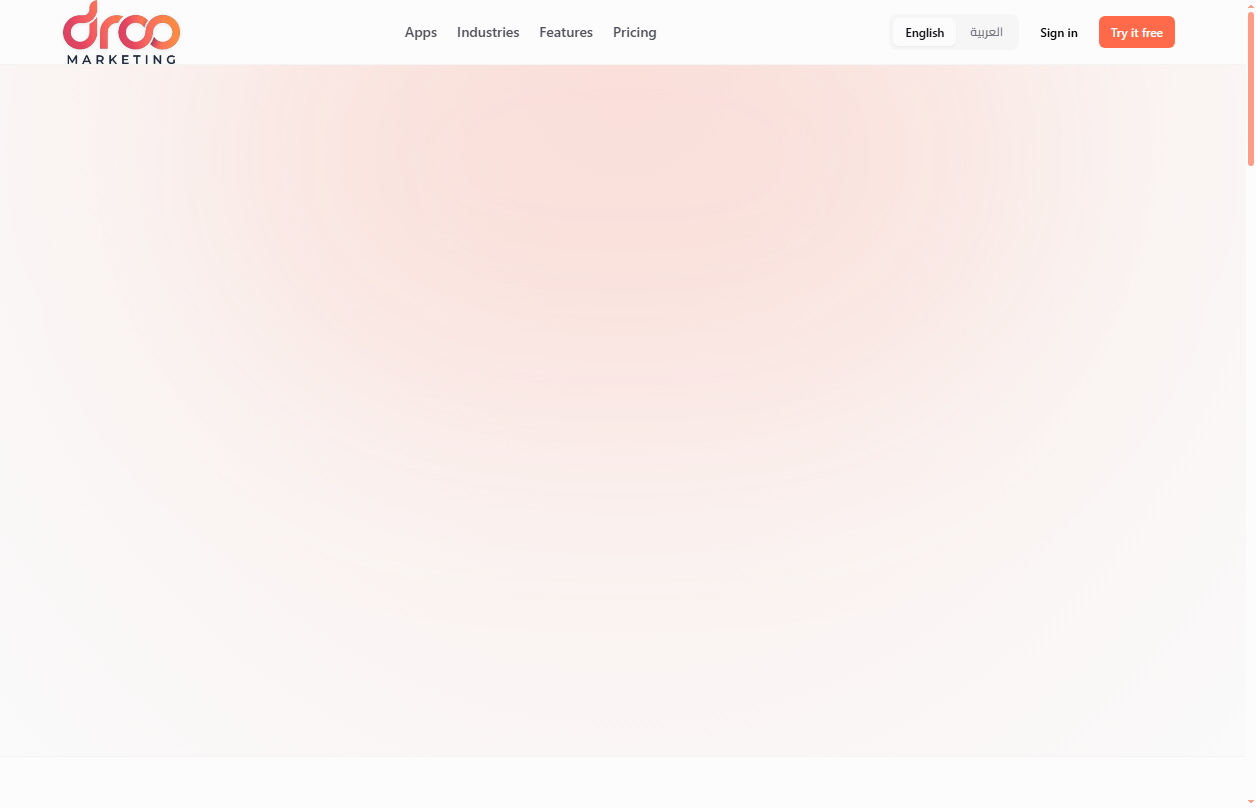 droo
MARKETING
Apps
Industries
Features
Pricing
English
العربية
Sign in
Try it free